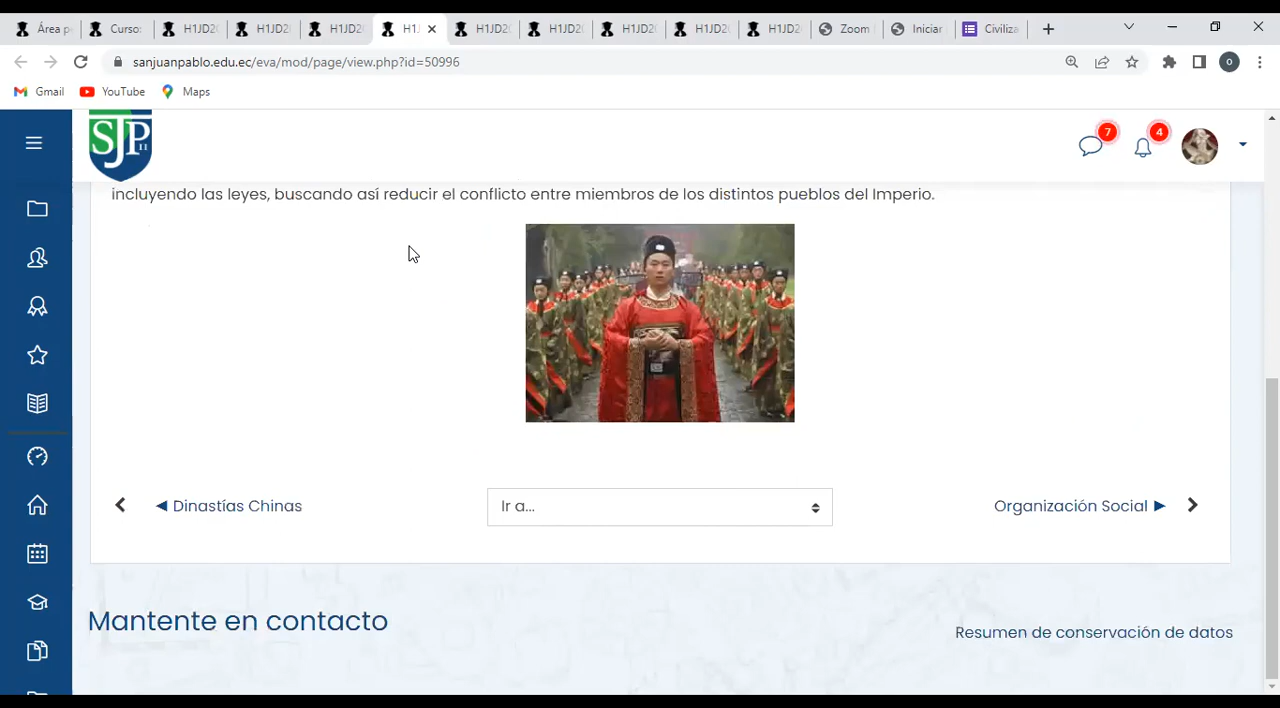 Área p
Curso:
H1JD2
H1JD2
H1JD2
H1J
H1JD2
H1JD2
H1JD2
H1JD2
H1JD2
Zoom
Iniciar
Civiliza
sanjuanpablo.edu.ec/eva/mod/page/view.php?id=50996
O
Gmail
YouTube
Maps
SJP
II
7
4
incluyendo las leyes, buscando así reducir el conflicto entre miembros de los distintos pueblos del Imperio.
◄ Dinastías Chinas
Ir a...
Organización Social ►
Mantente en contacto
Resumen de conservación de datos